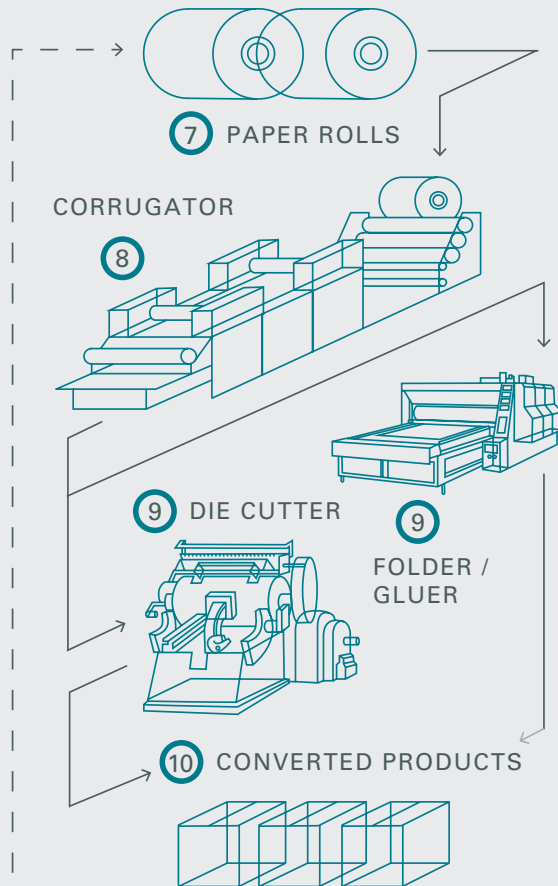 7 PAPER ROLLS
CORRUGATOR
8
9 DIE CUTTER
9
FOLDER /
GLUER
10 CONVERTED PRODUCTS